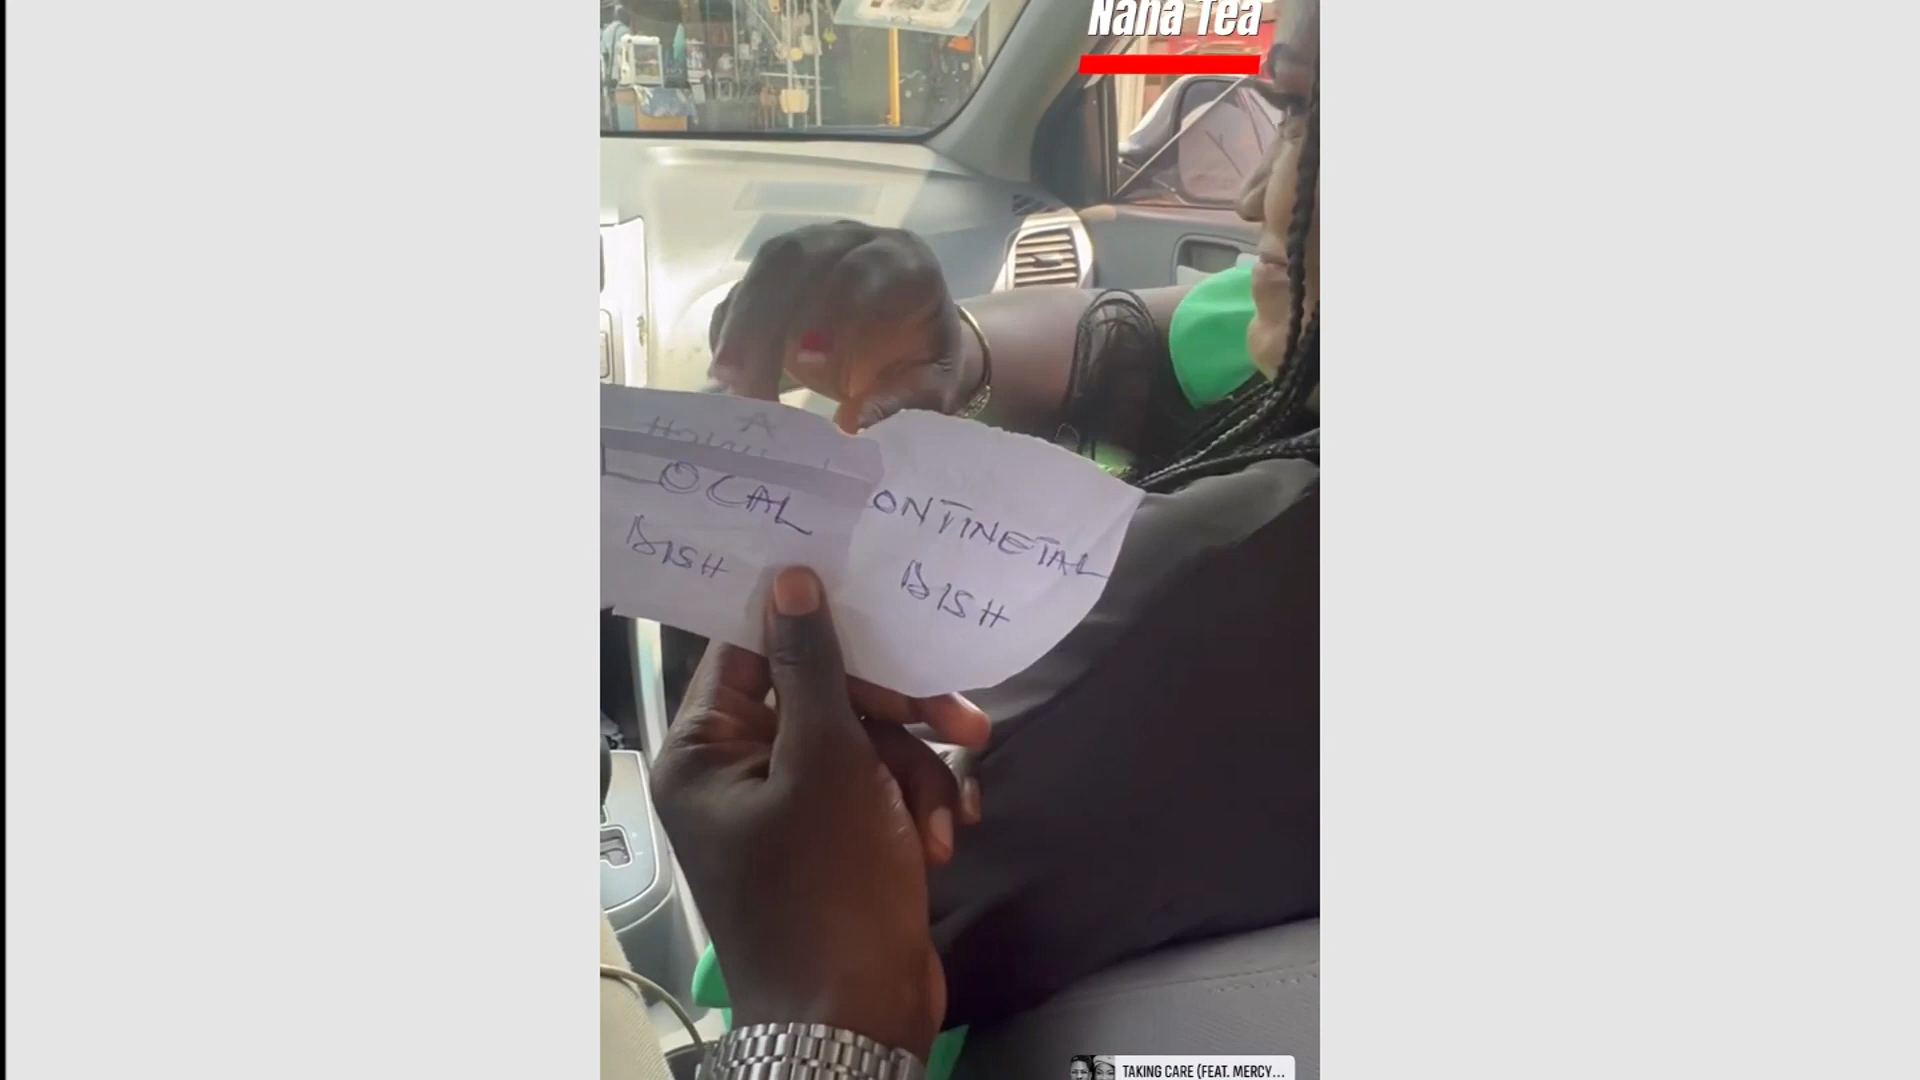 Nana Tea
A
LOCAL
DISH
ONTINETAL
DISH
TAKING CARE (FEAT. MERCY...